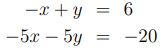 −x + y = 6
−5x − 5y = −20